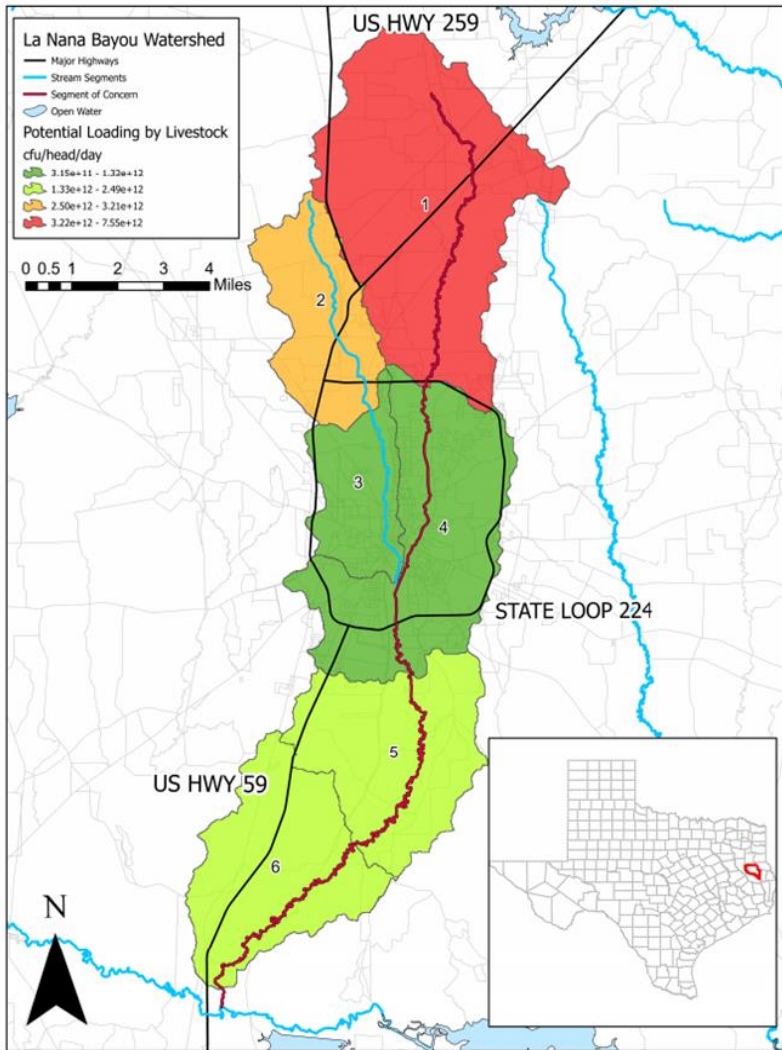 US HWY 259
La Nana Bayou Watershed
Major Highways
Stream Segments
Segment of Concern
Open Water
Potential Loading by Livestock
cfu/head/day
3.15e+11 - 1.32e+12
1.33e+12 - 2.49e+12
2.50e+12 - 3.21e+12
3.22e+12 - 7.55e+12
0 0.5 1 2 3 4
Miles
1
2
3
4
STATE LOOP 224
5
US HWY 59
6
N